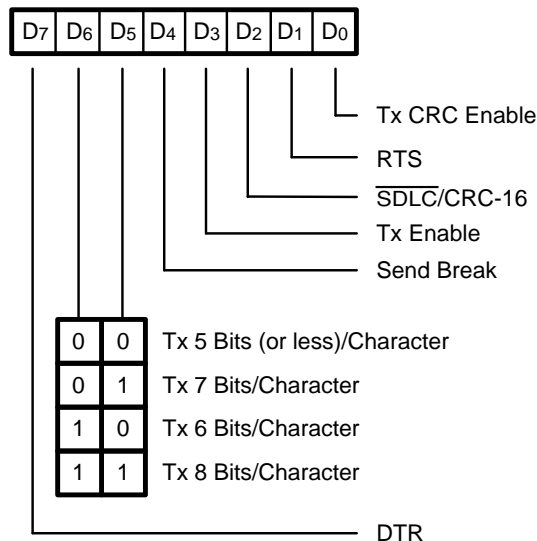 D7 D6 D5 D4 D3 D2 D1 D0
Tx CRC Enable
RTS
SDLC/CRC-16
Tx Enable
Send Break
0 0 Tx 5 Bits (or less)/Character
0 1 Tx 7 Bits/Character
1 0 Tx 6 Bits/Character
1 1 Tx 8 Bits/Character
DTR